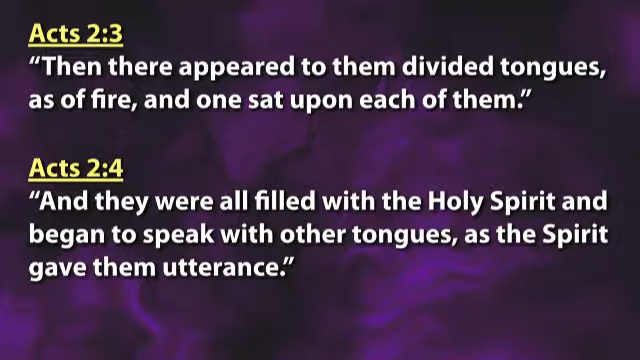 Acts 2:3
“Then there appeared to them divided tongues,
as of fire, and one sat upon each of them.”
Acts 2:4
“And they were all filled with the Holy Spirit and
began to speak with other tongues, as the Spirit
gave them utterance.”